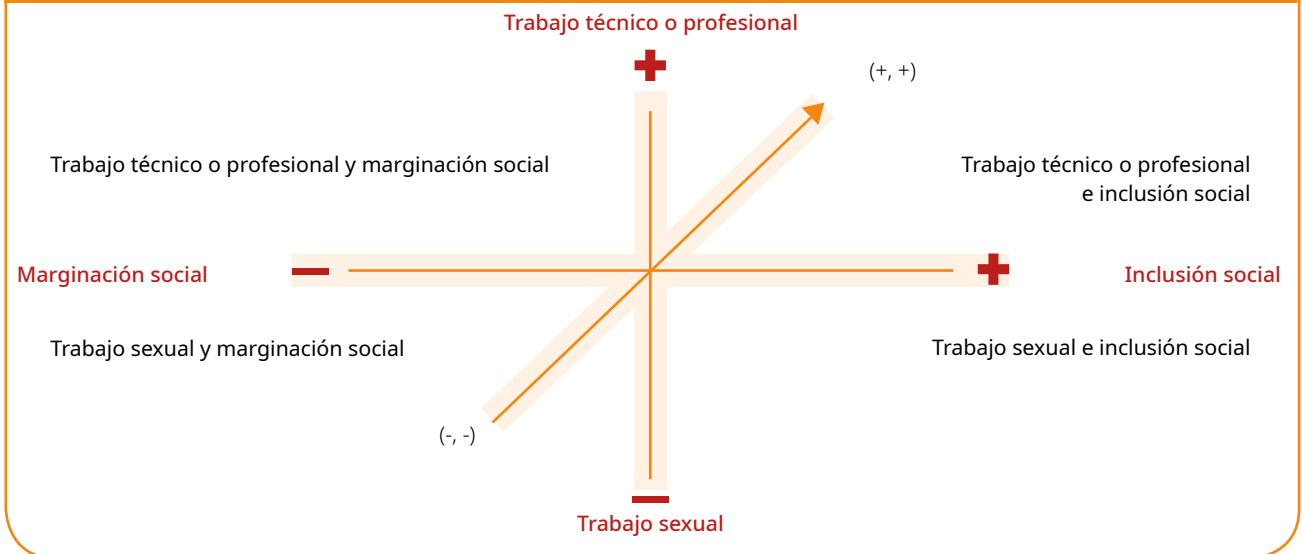 Trabajo técnico o profesional
(+, +)
Trabajo técnico o profesional y marginación social
Trabajo técnico o profesional
e inclusión social
Marginación social
Inclusión social
Trabajo sexual y marginación social
Trabajo sexual e inclusión social
(-, -)
Trabajo sexual